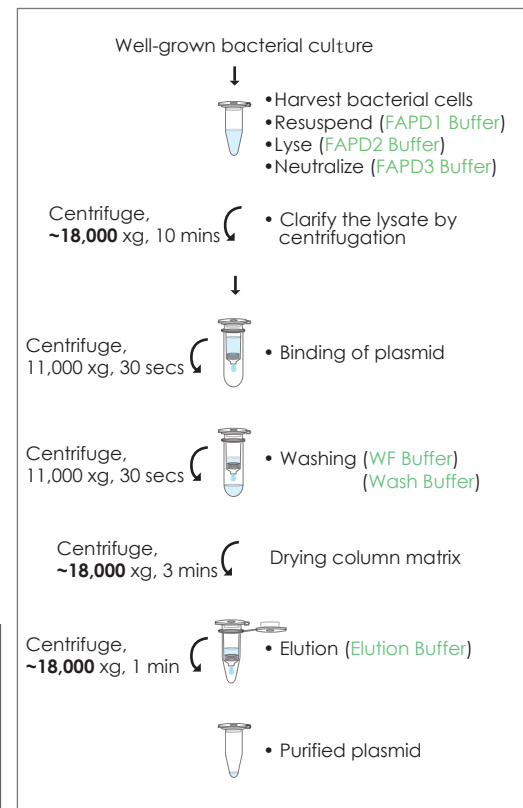 Well-grown bacterial culture
•Harvest bacterial cells
•Resuspend (FAPD1 Buffer)
•Lyse (FAPD2 Buffer)
•Neutralize (FAPD3 Buffer)
Centrifuge,
~18,000 xg, 10 mins
• Clarify the lysate by
centrifugation
Centrifuge,
11,000 xg, 30 secs
• Binding of plasmid
Centrifuge,
11,000 xg, 30 secs
• Washing (WF Buffer)
(Wash Buffer)
Centrifuge,
~18,000 xg, 3 mins
Drying column matrix
Centrifuge,
~18,000 xg, 1 min
• Elution (Elution Buffer)
• Purified plasmid